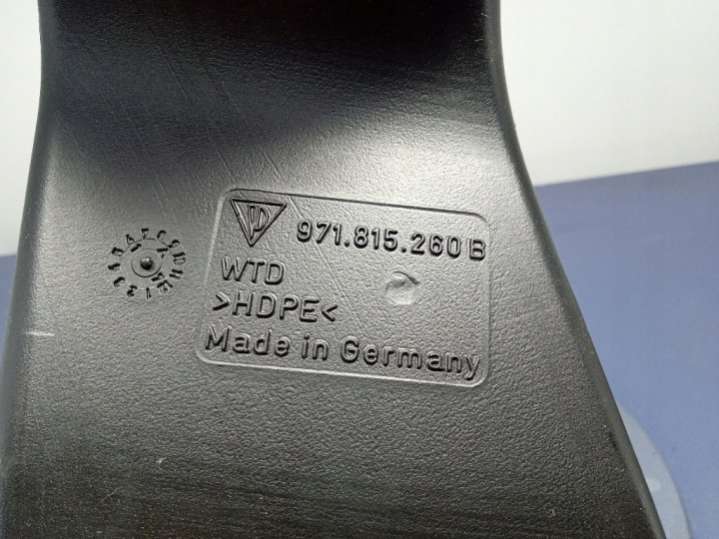 971.815.260 B
WTD
>HDPE<
Made in Germany